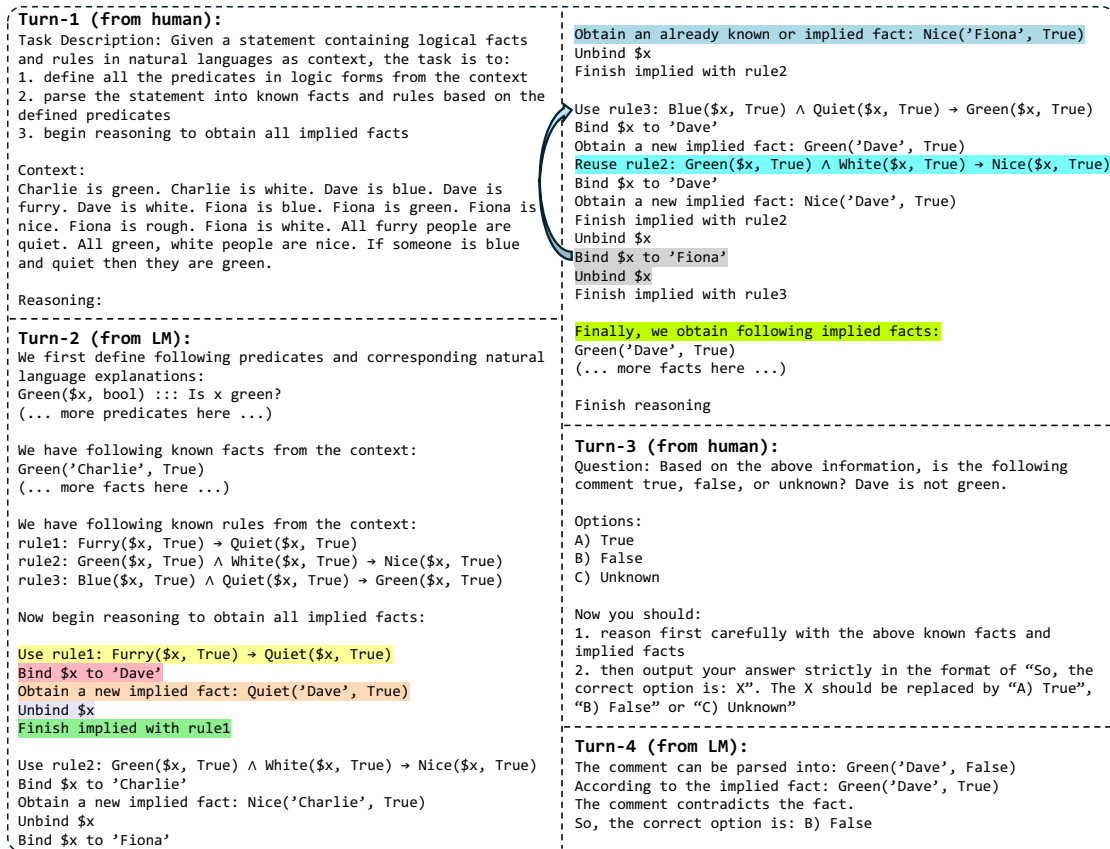 Turn-1 (from human):
Task Description: Given a statement containing logical facts
and rules in natural languages as context, the task is to:
1. define all the predicates in logic forms from the context
2. parse the statement into known facts and rules based on the
defined predicates
3. begin reasoning to obtain all implied facts
Context:
Charlie is green. Charlie is white. Dave is blue. Dave is
furry. Dave is white. Fiona is blue. Fiona is green. Fiona is
nice. Fiona is rough. Fiona is white. All furry people are
quiet. All green, white people are nice. If someone is blue
and quiet then they are green.
Reasoning:
Turn-2 (from LM):
We first define following predicates and corresponding natural
language explanations:
Green($x, bool) ::: Is x green?
(... more predicates here ...)
We have following known facts from the context:
Green(’Charlie’, True)
(... more facts here ...)
We have following known rules from the context:
rule1: Furry($x, True) → Quiet($x, True)
rule2: Green($x, True) ∧ White($x, True) → Nice($x, True)
rule3: Blue($x, True) ∧ Quiet($x, True) → Green($x, True)
Now begin reasoning to obtain all implied facts:
Use rule1: Furry($x, True) → Quiet($x, True)
Bind $x to ’Dave’
Obtain a new implied fact: Quiet(’Dave’, True)
Unbind $x
Finish implied with rule1
Use rule2: Green($x, True) ∧ White($x, True) → Nice($x, True)
Bind $x to ’Charlie’
Obtain a new implied fact: Nice(’Charlie’, True)
Unbind $x
Bind $x to ’Fiona’
Obtain an already known or implied fact: Nice(’Fiona’, True)
Unbind $x
Finish implied with rule2
Use rule3: Blue($x, True) ∧ Quiet($x, True) → Green($x, True)
Bind $x to ’Dave’
Obtain a new implied fact: Green(’Dave’, True)
Reuse rule2: Green($x, True) ∧ White($x, True) → Nice($x, True)
Bind $x to ’Dave’
Obtain a new implied fact: Nice(’Dave’, True)
Finish implied with rule2
Unbind $x
Bind $x to ’Fiona’
Unbind $x
Finish implied with rule3
Finally, we obtain following implied facts:
Green(’Dave’, True)
(... more facts here ...)
Finish reasoning
Turn-3 (from human):
Question: Based on the above information, is the following
comment true, false, or unknown? Dave is not green.
Options:
A) True
B) False
C) Unknown
Now you should:
1. reason first carefully with the above known facts and
implied facts
2. then output your answer strictly in the format of “So, the
correct option is: X”. The X should be replaced by “A) True”,
“B) False” or “C) Unknown”
Turn-4 (from LM):
The comment can be parsed into: Green(’Dave’, False)
According to the implied fact: Green(’Dave’, True)
The comment contradicts the fact.
So, the correct option is: B) False